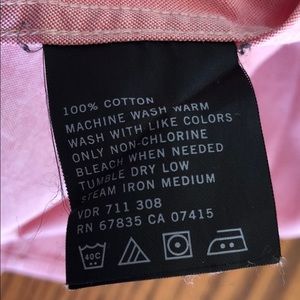 100% COTTON
MACHINE WASH WARM
WASH WITH LIKE COLORS
ONLY NON-CHLORINE
BLEACH WHEN NEEDED
TUMBLE DRY LOW
STEAM IRON MEDIUM
VDR 711 308
RN 67835 CA 07415
40C